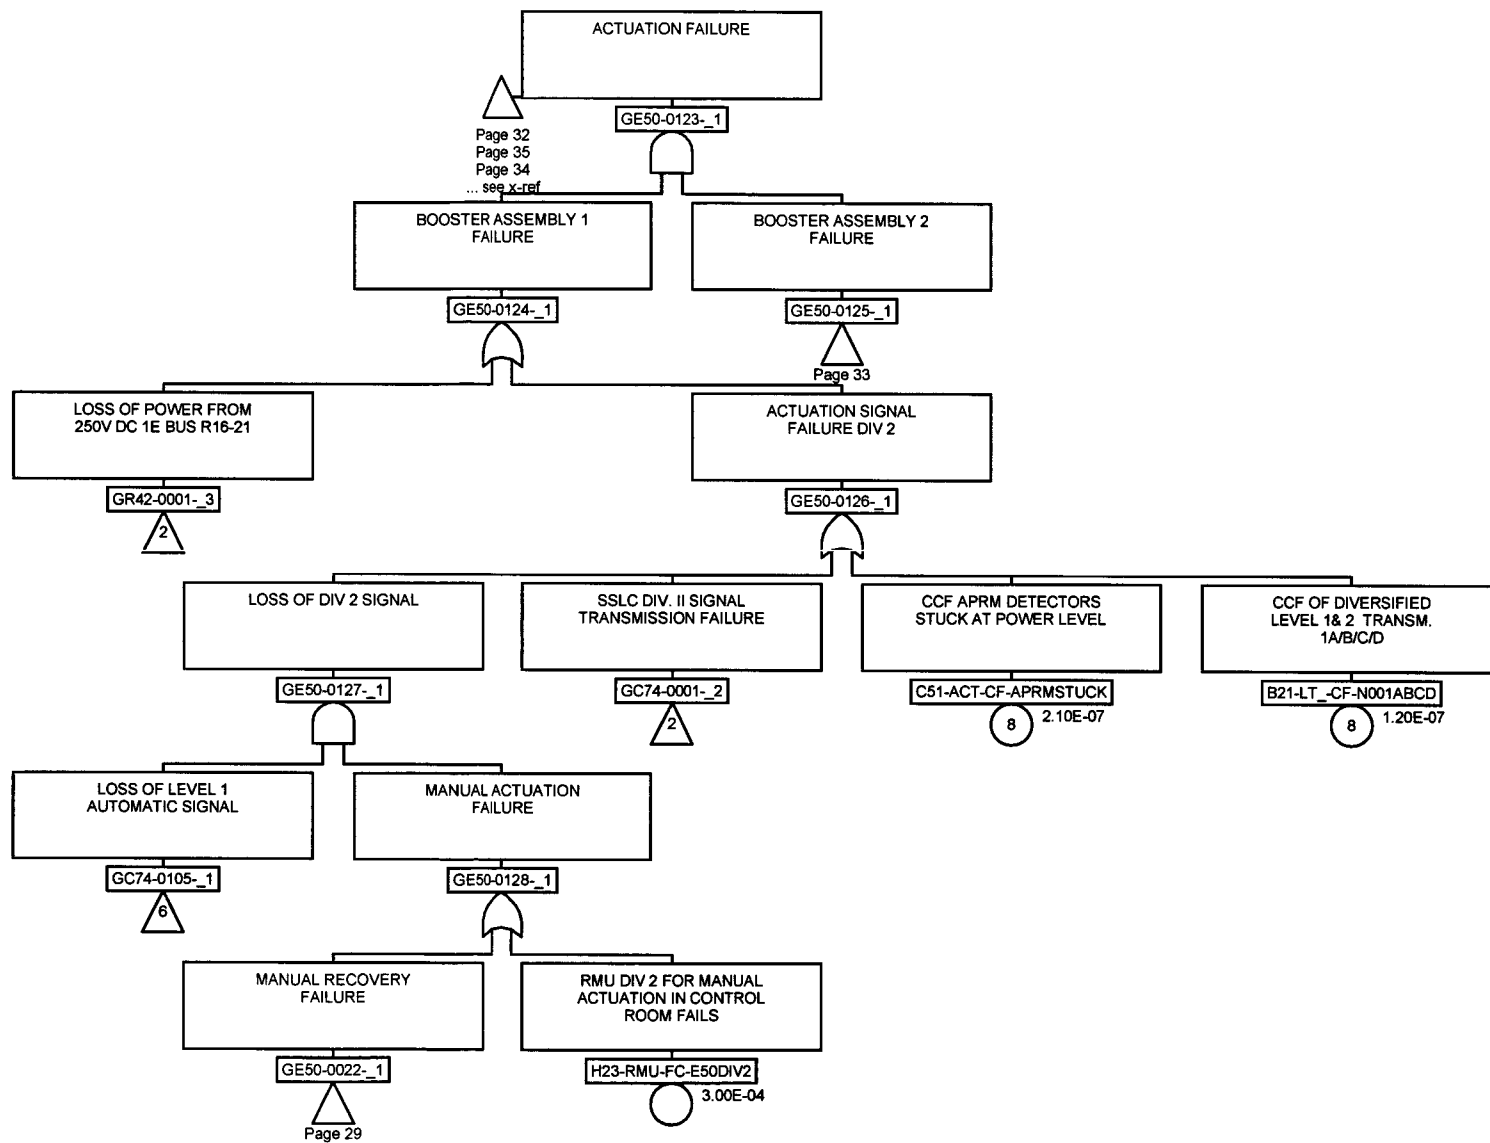 ACTUATION FAILURE
GE50-0123-_1
Page 32
Page 35
Page 34
... see x-ref
BOOSTER ASSEMBLY 1
FAILURE
GE50-0124-_1
BOOSTER ASSEMBLY 2
FAILURE
GE50-0125-_1
Page 33
LOSS OF POWER FROM
250V DC 1E BUS R16-21
GR42-0001-_3
2
ACTUATION SIGNAL
FAILURE DIV 2
GE50-0126-_1
LOSS OF DIV 2 SIGNAL
GE50-0127-_1
SSLC DIV. II SIGNAL
TRANSMISSION FAILURE
GC74-0001-_2
2
CCF APRM DETECTORS
STUCK AT POWER LEVEL
C51-ACT-CF-APRMSTUCK
8
2.10E-07
CCF OF DIVERSIFIED
LEVEL 1& 2 TRANSM.
1A/B/C/D
B21-LT_-CF-N001ABCD
8
1.20E-07
LOSS OF LEVEL 1
AUTOMATIC SIGNAL
GC74-0105-_1
6
MANUAL ACTUATION
FAILURE
GE50-0128-_1
MANUAL RECOVERY
FAILURE
GE50-0022-_1
Page 29
RMU DIV 2 FOR MANUAL
ACTUATION IN CONTROL
ROOM FAILS
H23-RMU-FC-E50DIV2
3.00E-04